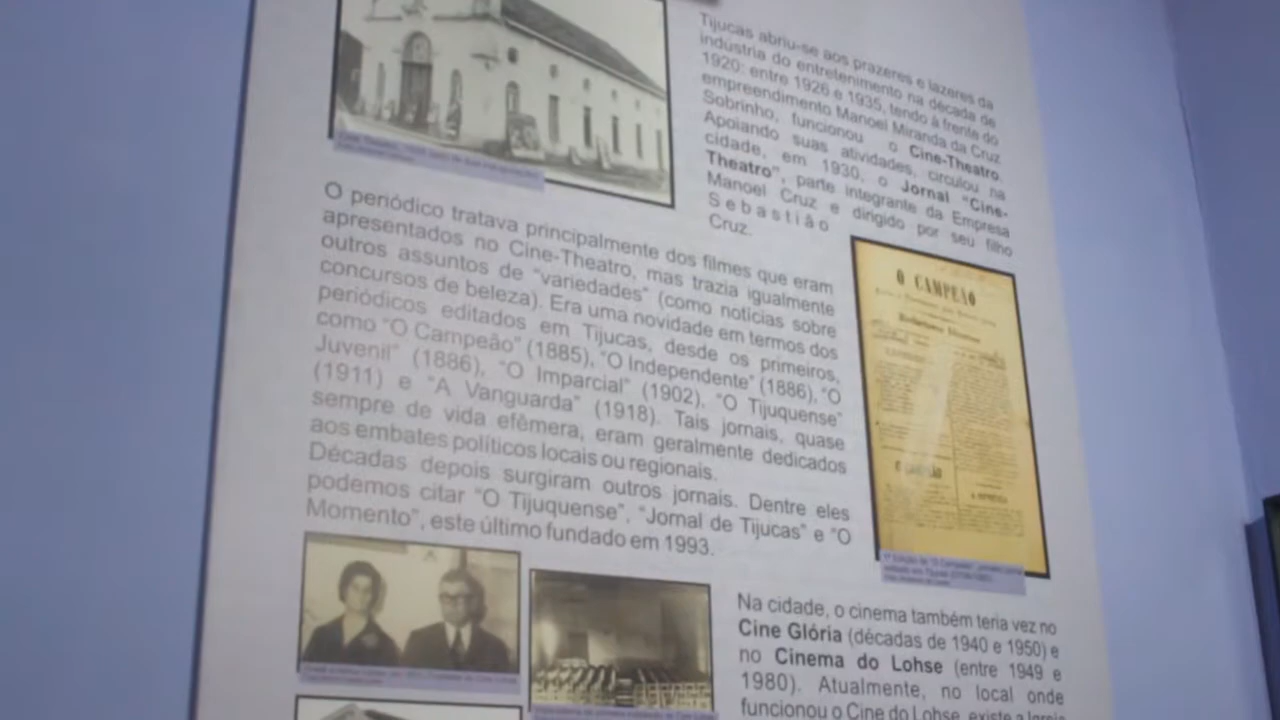 Tijucas abriu-se aos prazeres e lazeres da
indústria do entretenimento na década de
1920: entre 1926 e 1935, tendo à frente do
empreendimento Manoel Miranda da Cruz
Sobrinho, funcionou o Cine-Theatro.
Apoiando suas atividades, circulou na
cidade, em 1930, o Jornal "Cine-
Theatro", parte integrante da Empresa
Manoel Cruz e dirigido por seu filho
Sebastião
Cruz.
O periódico tratava principalmente dos filmes que eram
apresentados no Cine-Theatro, mas trazia igualmente
outros assuntos de "variedades" (como notícias sobre
concursos de beleza). Era uma novidade em termos dos
periódicos editados em Tijucas, desde os primeiros,
como "O Campeão" (1885), "O Independente" (1886), "O
Juvenil" (1886), "O Imparcial" (1902), "O Tijuquense"
(1911) e "A Vanguarda" (1918). Tais jornais, quase
sempre de vida efêmera, eram geralmente dedicados
aos embates políticos locais ou regionais.
Décadas depois surgiram outros jornais. Dentre eles
podemos citar "O Tijuquense", "Jornal de Tijucas" e "O
Momento", este último fundado em 1993.
O CAMPEÃO
Na cidade, o cinema também teria vez no
Cine Glória (décadas de 1940 e 1950) e
no Cinema do Lohse (entre 1949 e
1980). Atualmente, no local onde
funcionou o Cine do Lohse, existe a Igreja